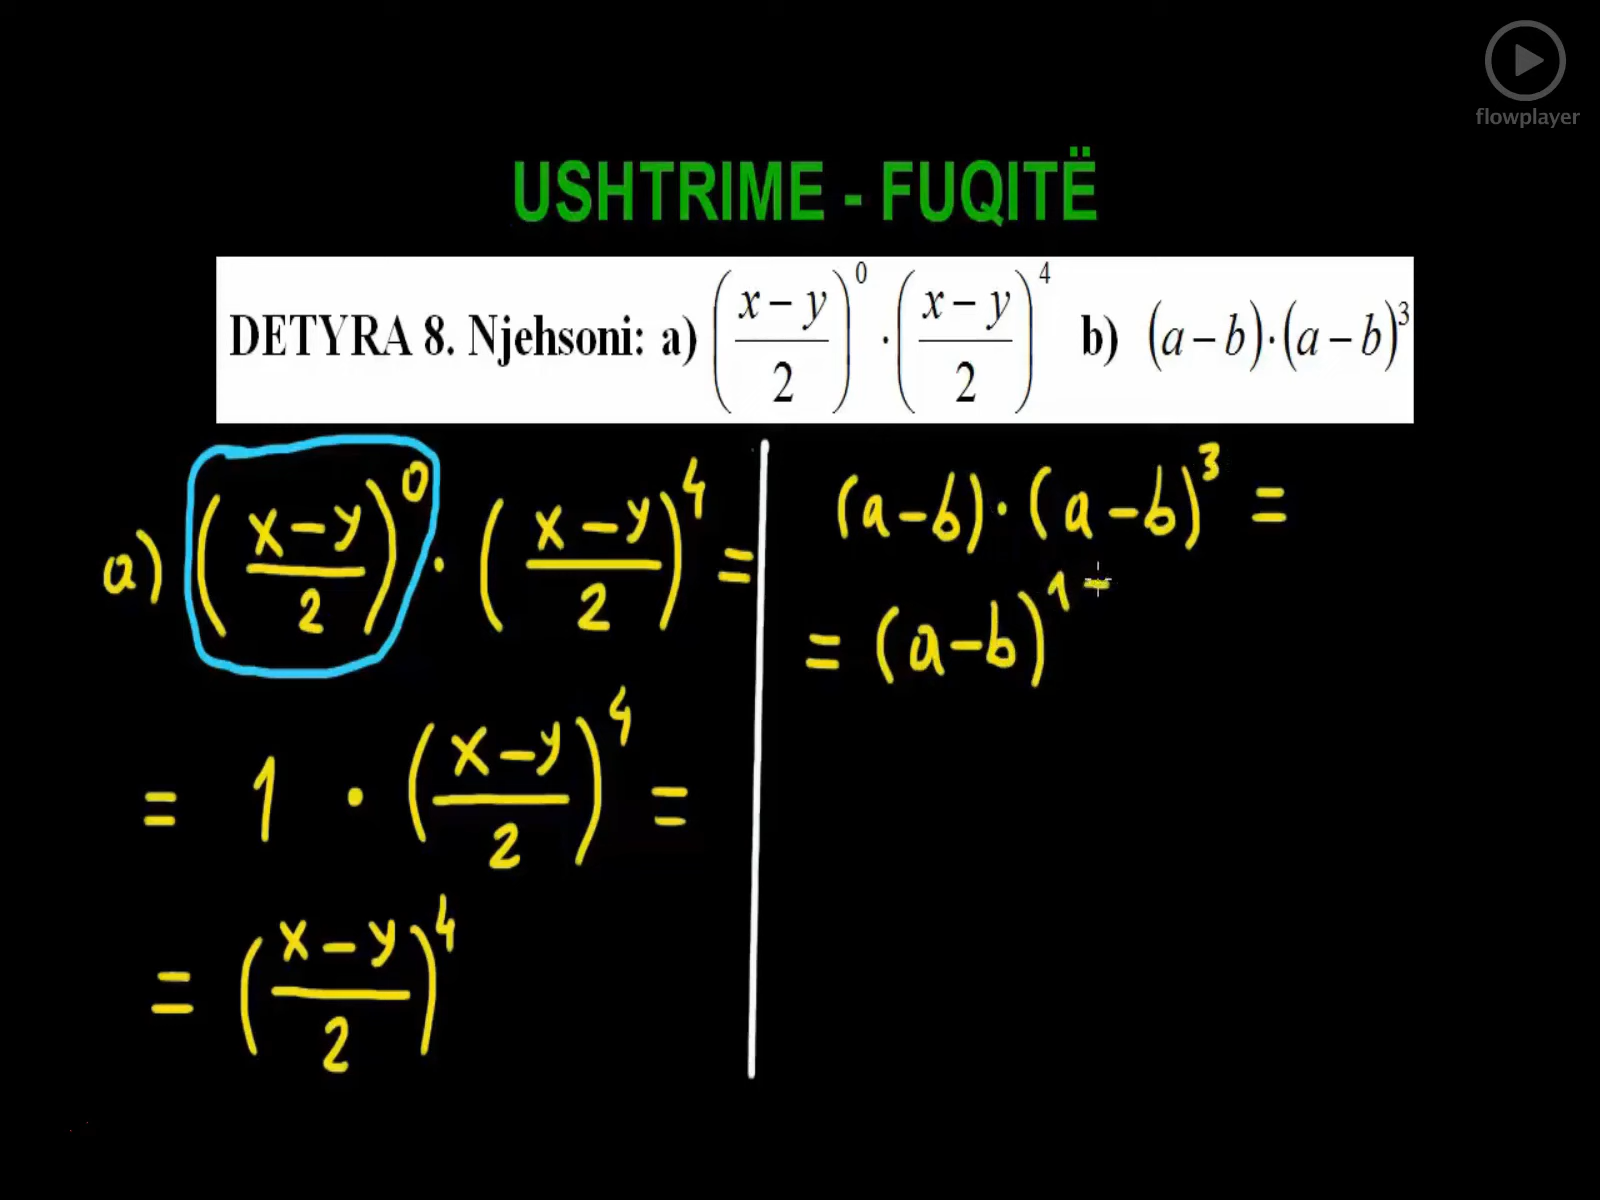 flowplayer
USHTRIME - FUQITË
DETYRA 8. Njehsoni: a) ((x − y)/2)⁰ · ((x − y)/2)⁴ b) (a − b)·(a − b)³
a) ((x−y)/2)⁰ · ((x−y)/2)⁴ =
= 1 · ((x−y)/2)⁴ =
= ((x−y)/2)⁴
(a−b)·(a−b)³ =
= (a−b)¹⁻